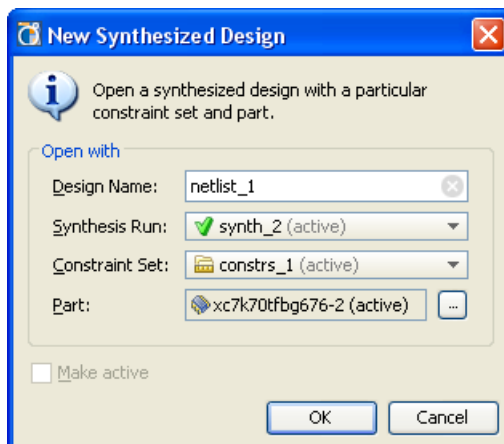 New Synthesized Design
Open a synthesized design with a particular
constraint set and part.
Open with
Design Name: netlist_1
Synthesis Run: synth_2 (active)
Constraint Set: constrs_1 (active)
Part: xc7k70tfbg676-2 (active) ...
Make active
OK Cancel